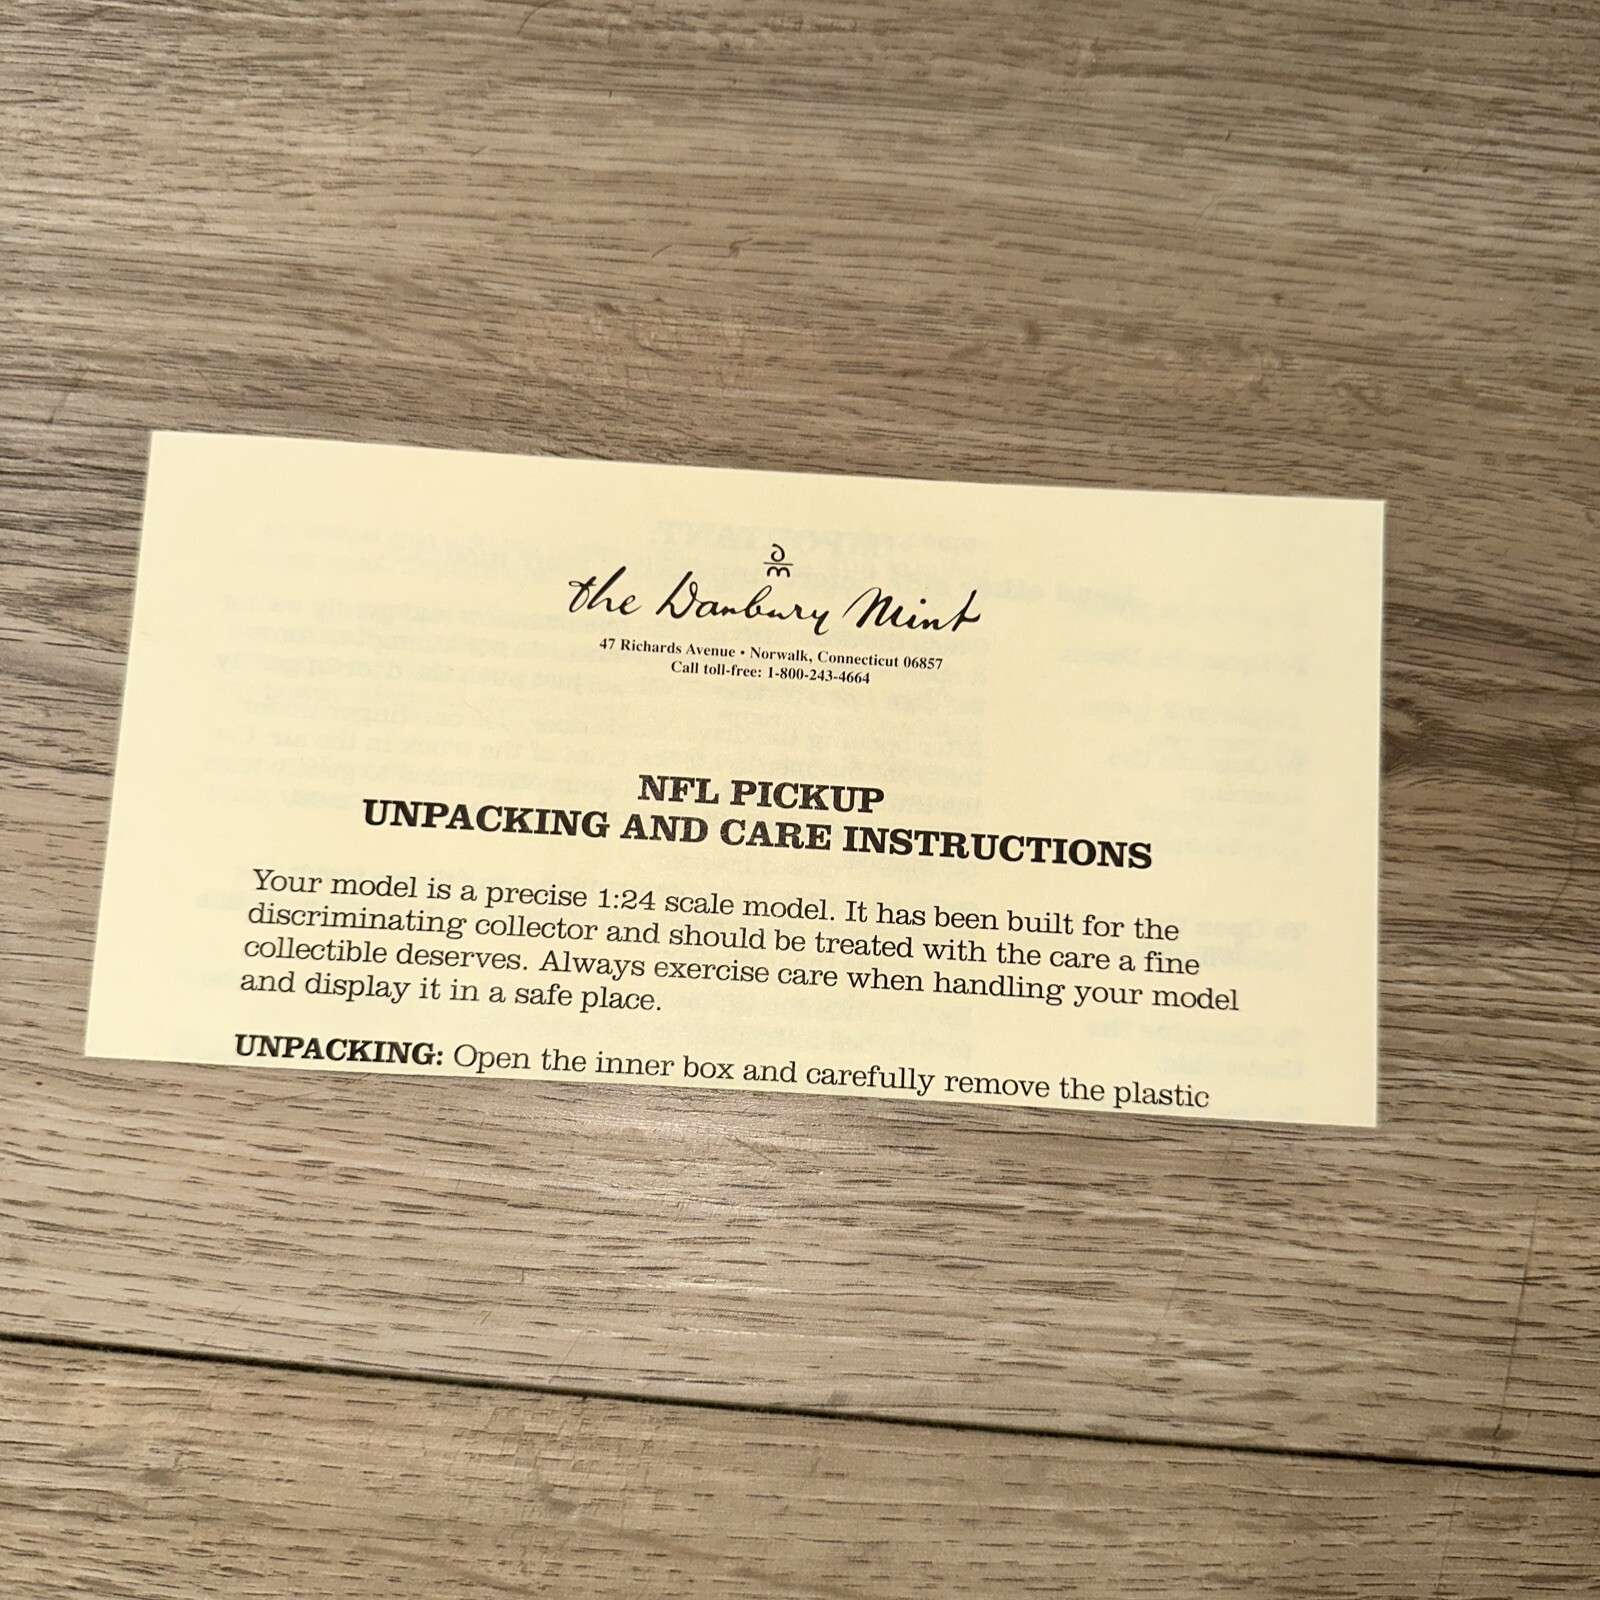 the Danbury Mint
47 Richards Avenue • Norwalk, Connecticut 06857
Call toll-free: 1-800-243-4664
NFL PICKUP
UNPACKING AND CARE INSTRUCTIONS
Your model is a precise 1:24 scale model. It has been built for the
discriminating collector and should be treated with the care a fine
collectible deserves. Always exercise care when handling your model
and display it in a safe place.
UNPACKING: Open the inner box and carefully remove the plastic